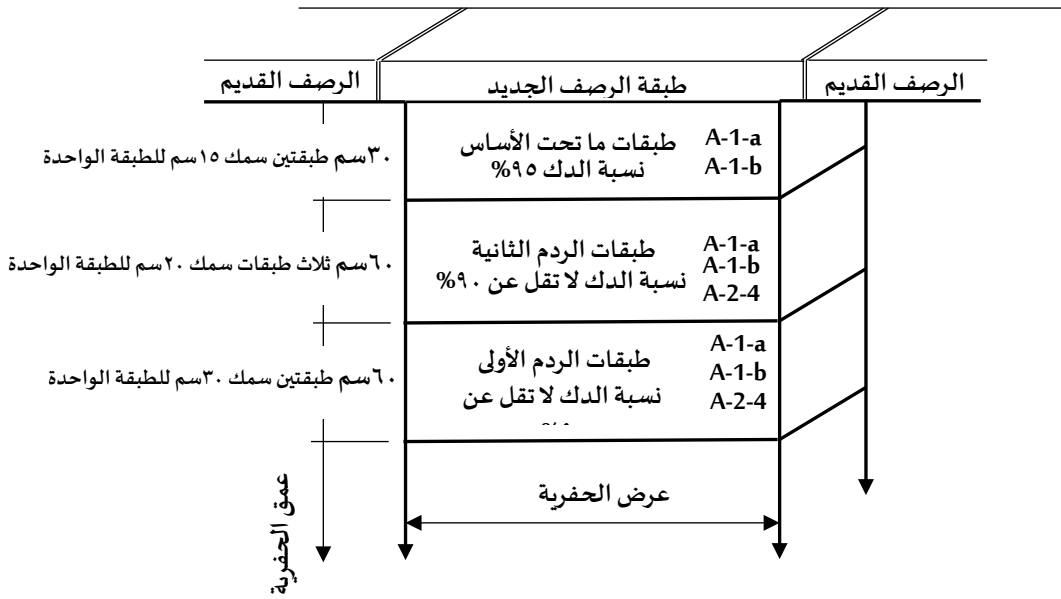 الرصف القديم
طبقة الرصف الجديد
الرصف القديم
A-1-a
A-1-b
طبقات ما تحت الأساس
نسبة الدك ٩٥%
٣٠سم طبقتين سمك ١٥سم للطبقة الواحدة
A-1-a
A-1-b
A-2-4
طبقات الردم الثانية
نسبة الدك لا تقل عن ٩٠%
٦٠سم ثلاث طبقات سمك ٢٠سم للطبقة الواحدة
A-1-a
A-1-b
A-2-4
طبقات الردم الأولى
نسبة الدك لا تقل عن
٦٠سم طبقتين سمك ٣٠سم للطبقة الواحدة
عرض الحفرية
عمق الحفرية